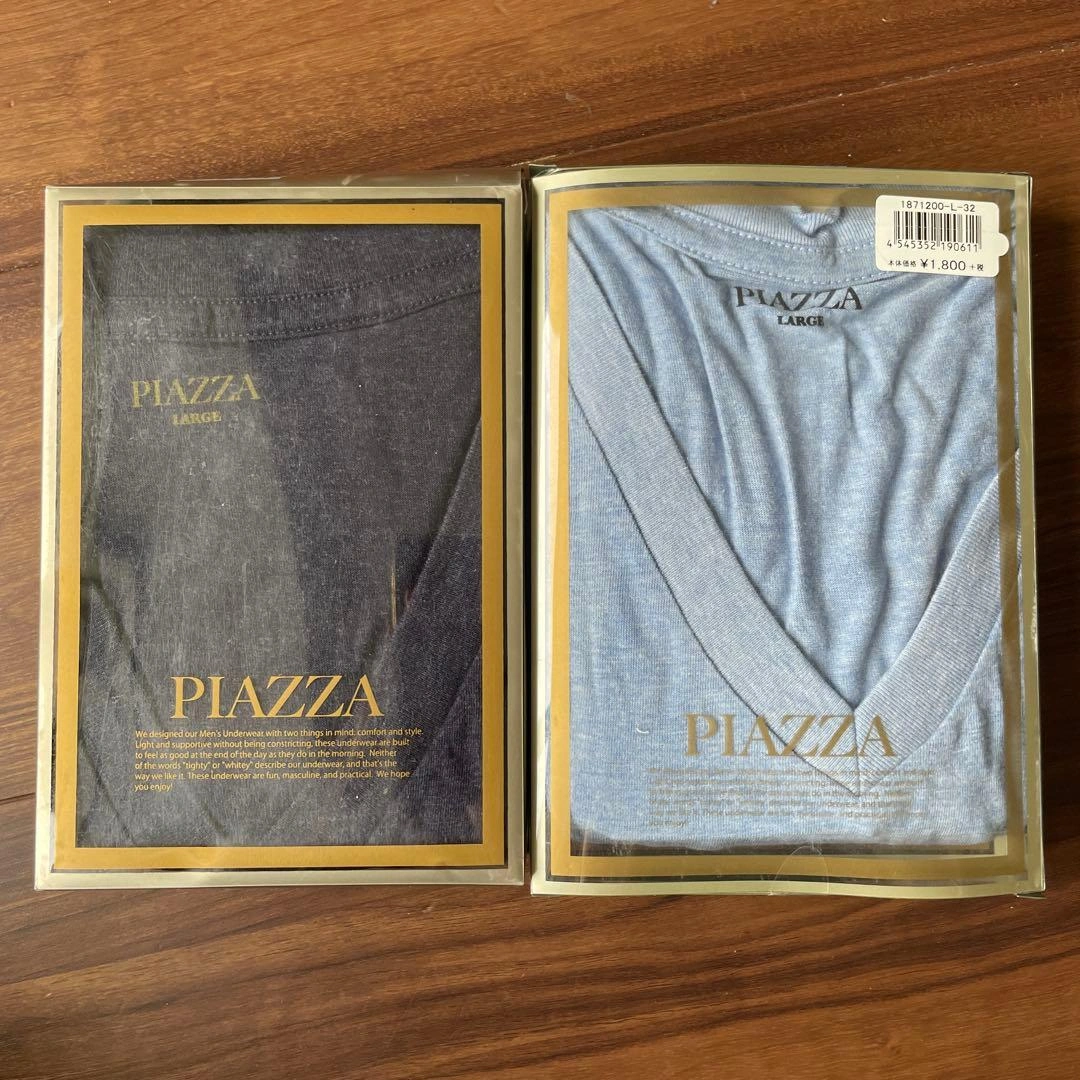 PIAZZA
LARGE
PIAZZA
We designed our Men's Underwear with two things in mind, comfort and style.
Light and supportive without being constricting, these underwear are built
to feel as good at the end of the day as they do in the morning. Neither
of the words "tighty" or "whitey" describe our underwear, and that's the
way we like it. These underwear are fun, masculine, and practical. We hope
you enjoy!
1871200-L-32
4 545352 190611
本体価格 ¥1,800 +税
PIAZZA
LARGE
PIAZZA